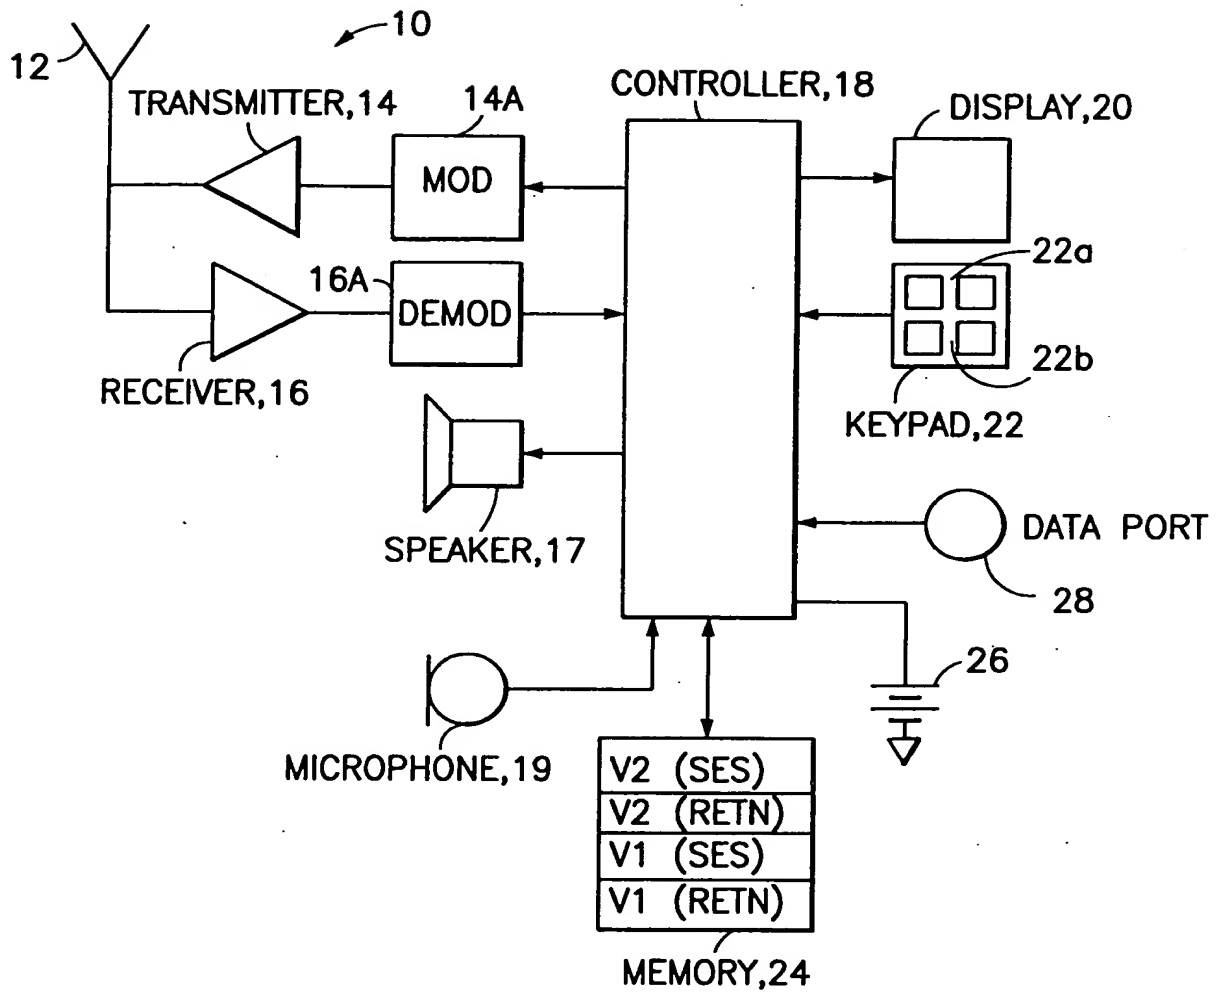 10
12
TRANSMITTER,14
14A
MOD
CONTROLLER,18
DISPLAY,20
16A
DEMOD
22a
22b
RECEIVER,16
KEYPAD,22
SPEAKER,17
DATA PORT
28
26
MICROPHONE,19
V2 (SES)
V2 (RETN)
V1 (SES)
V1 (RETN)
MEMORY,24